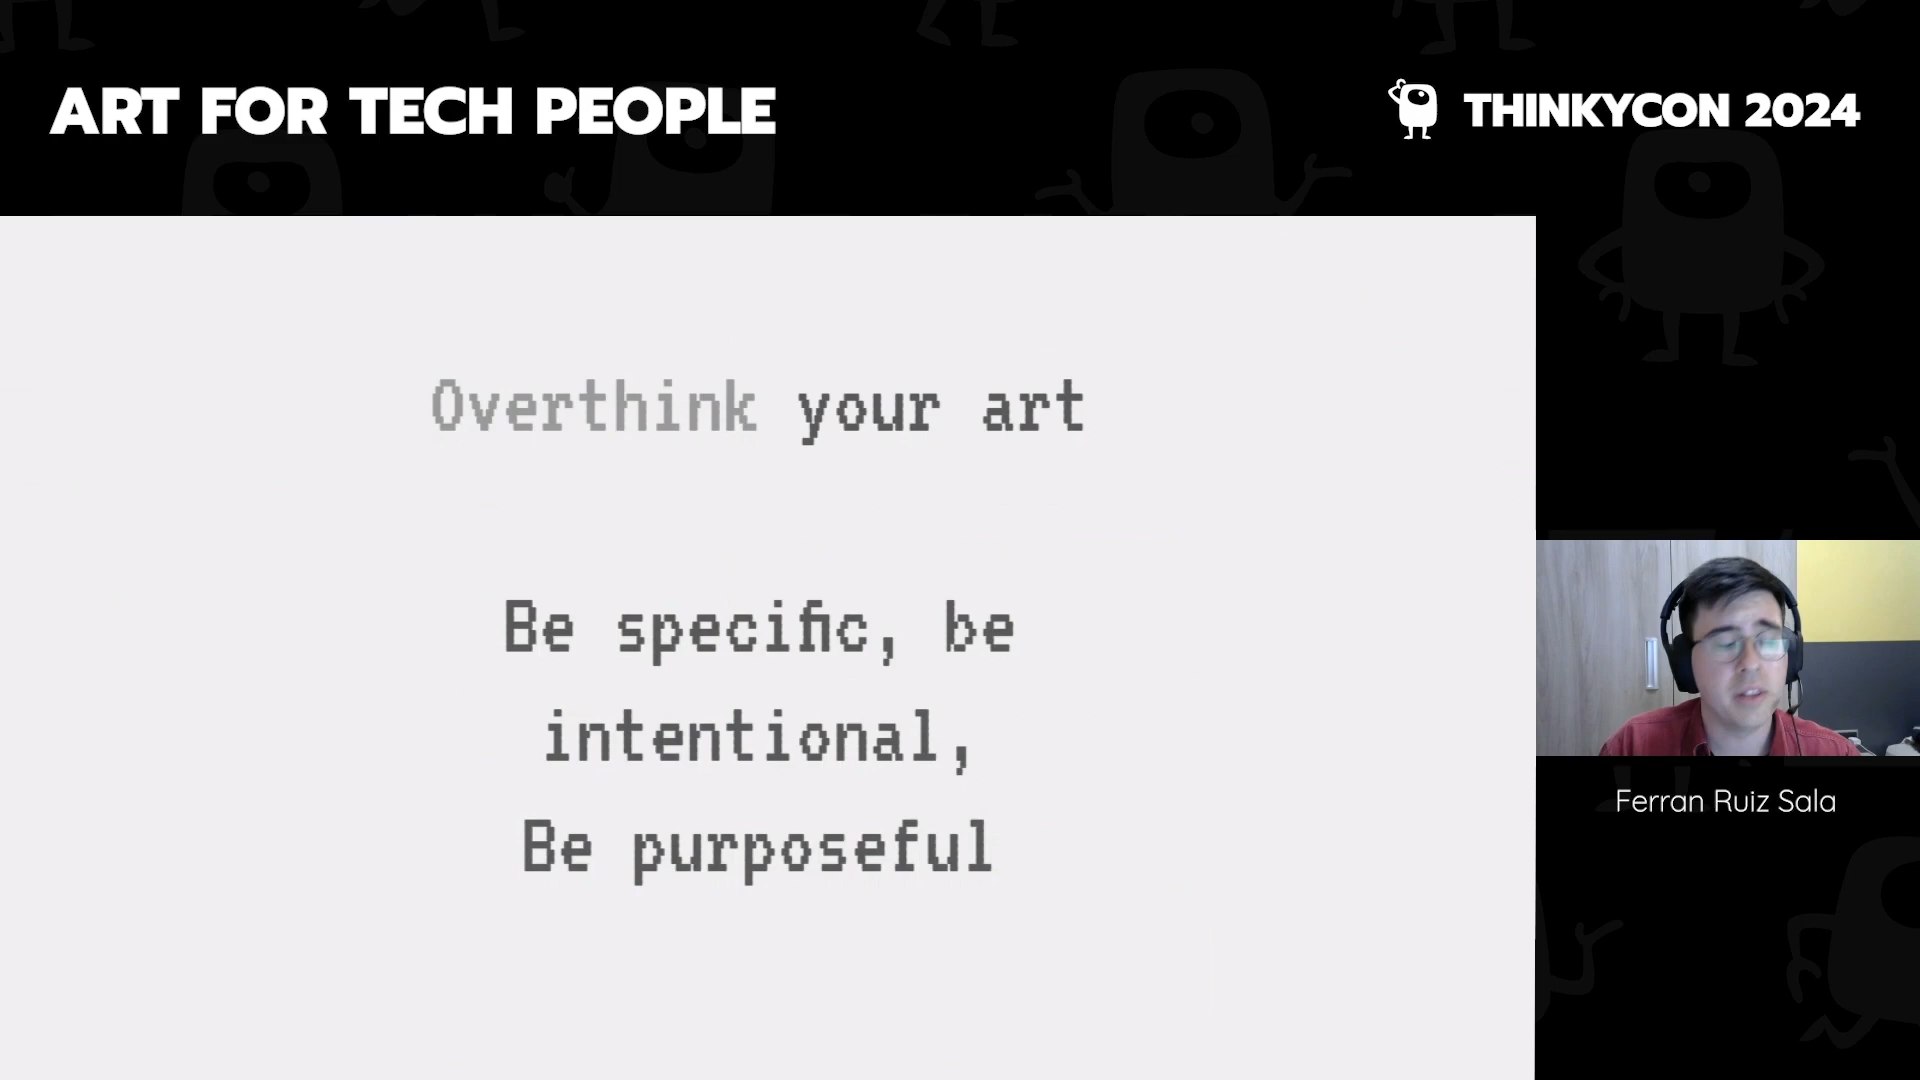 ART FOR TECH PEOPLE
THINKYCON 2024
Overthink your art
Be specific, be
intentional,
Be purposeful
Ferran Ruiz Sala